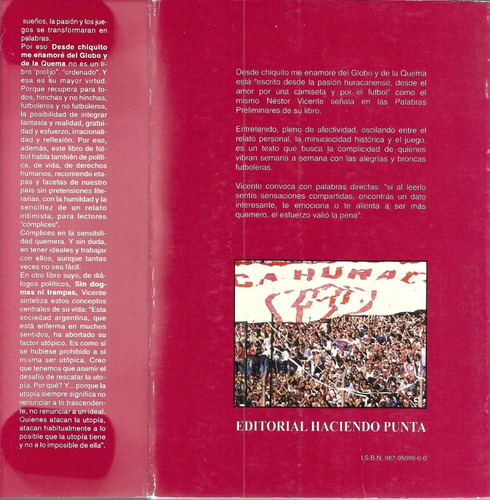 sueños, la pasión y los jue-
gos se transformaran en
palabras.
Por eso Desde chiquito
me enamoré del Globo y
de la Quema no es un li-
bro "prolijo", "ordenado". Y
esa es su mayor virtud.
Porque recupera para to-
dos, hinchas y no hinchas,
futboleros y no futboleros,
la posibilidad de integrar
fantasía y realidad, gratui-
dad y esfuerzo, irracionali-
dad y reflexión. Por eso,
además, este libro de fút-
bol habla también de políti-
ca, de vida, de derechos
humanos, recorriendo eta-
pas y facetas de nuestro
país sin pretensiones litera-
rias, con la humildad y la
sencillez de un relato
intimista, para lectores
"cómplices".
Cómplices en la sensibili-
dad quemera. Y sin duda,
en tener ideales y trabajar
con ellos, aunque tantas
veces no sea fácil.
En otro libro suyo, de diá-
logos políticos, Sin dog-
mas ni trampas, Vicente
sintetiza estos conceptos
centrales de su vida: "Esta
sociedad argentina, que
está enferma en muchos
sentidos, ha abortado su
factor utópico. Es como si
se hubiese prohibido a sí
misma ser utópica. Creo
que tenemos que asumir el
desafío de rescatar la uto-
pía. Por qué? Y... porque la
utopía siempre significa no
renunciar a lo trascenden-
te, no renunciar a un ideal.
Quienes atacan la utopía,
atacan habitualmente a lo
posible que la utopía tiene
y no a lo imposible de ella".
Desde chiquito me enamoré del Globo y de la Quema
está "escrito desde la pasión huracanense, desde el
amor por una camiseta y por el futbol" como el
mismo Néstor Vicente señala en las Palabras
Preliminares de su libro.
Entretenido, pleno de afectividad, oscilando entre el
relato personal, la minuciocidad histórica y el juego,
es un texto que busca la complicidad de quienes
vibran semana a semana con las alegrías y broncas
futboleras.
Vicente convoca con palabras directas: "si al leerlo
sentís sensaciones compartidas, encontrás un dato
interesante, te emociona o te alienta a ser más
quemero, el esfuerzo valió la pena".
CA HURAC
EDITORIAL HACIENDO PUNTA
I.S.B.N. 987-95099-0-0